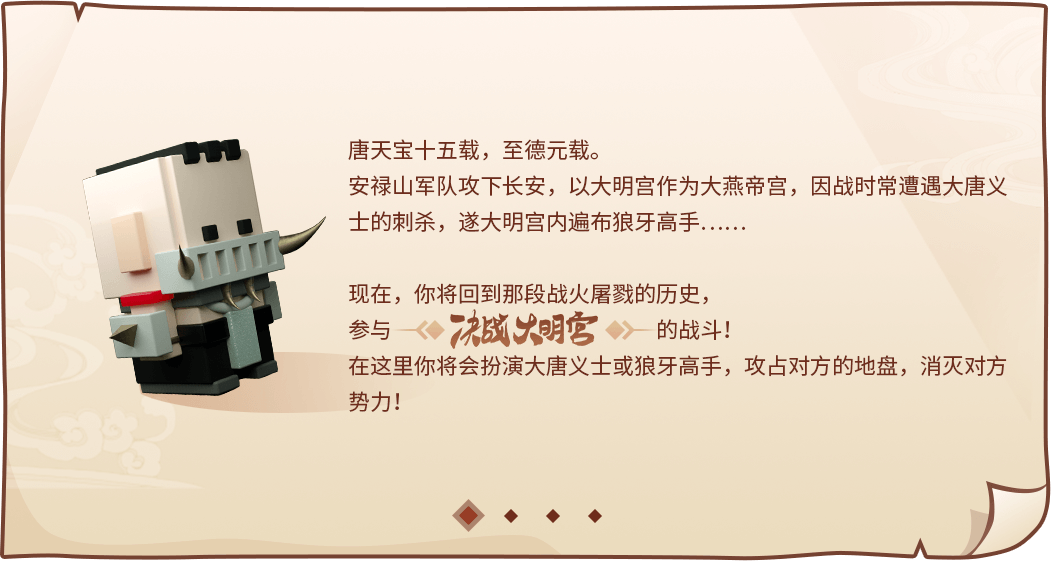 唐天宝十五载，至德元载。
安禄山军队攻下长安，以大明宫作为大燕帝宫，因战时常遭遇大唐义
士的刺杀，遂大明宫内遍布狼牙高手……
现在，你将回到那段战火屠戮的历史，
参与 决战大明宫 的战斗！
在这里你将会扮演大唐义士或狼牙高手，攻占对方的地盘，消灭对方
势力！